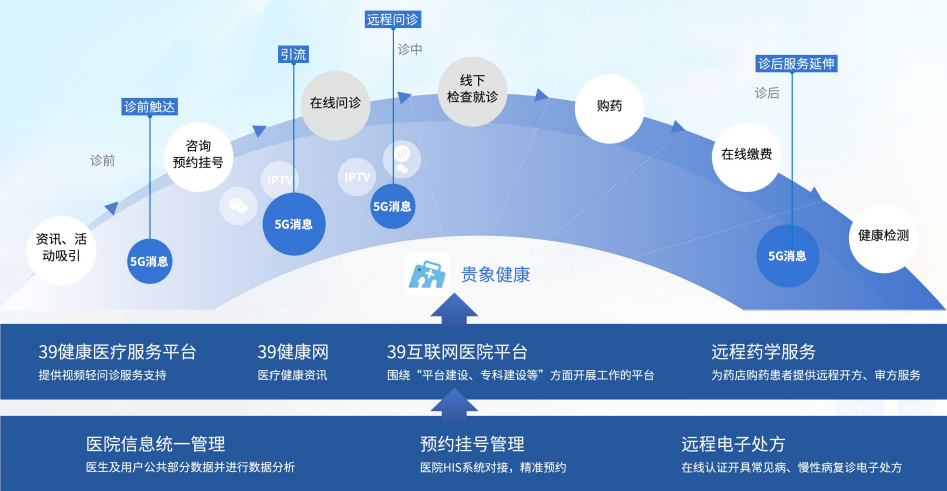 远程问诊
诊中
引流
诊后服务延伸
诊后
线下
检查就诊
在线问诊
购药
诊前触达
咨询
预约挂号
诊前
在线缴费
IPTV
IPTV
5G消息
5G消息
资讯、活
动吸引
5G消息
5G消息
健康检测
贵象健康
39健康医疗服务平台
提供视频轻问诊服务支持
39健康网
医疗健康资讯
39互联网医院平台
围绕“平台建设、专科建设等”方面开展工作的平台
远程药学服务
为药店购药患者提供远程开方、审方服务
医院信息统一管理
医生及用户公共部分数据并进行数据分析
预约挂号管理
医院HIS系统对接，精准预约
远程电子处方
在线认证开具常见病、慢性病复诊电子处方